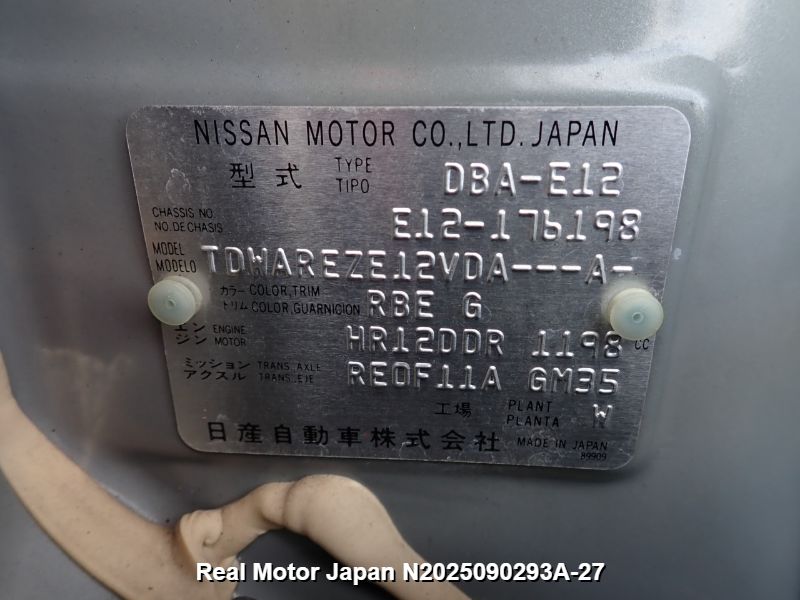 NISSAN MOTOR CO.,LTD. JAPAN
型式 TYPE TIPO DBA-E12
CHASSIS NO. NO.DE CHASIS E12-176198
MODEL MODELO TDWAREZE12VDA---A-
カラー COLOR,TRIM トリム COLOR,GUARNICION RBE G
エンジン ENGINE MOTOR HR12DDR 1198 CC
ミッション TRANS.,AXLE アクスル TRANS.,EJE RE0F11A GM35
工場 PLANT PLANTA W
日産自動車株式会社 MADE IN JAPAN
89909
Real Motor Japan N2025090293A-27